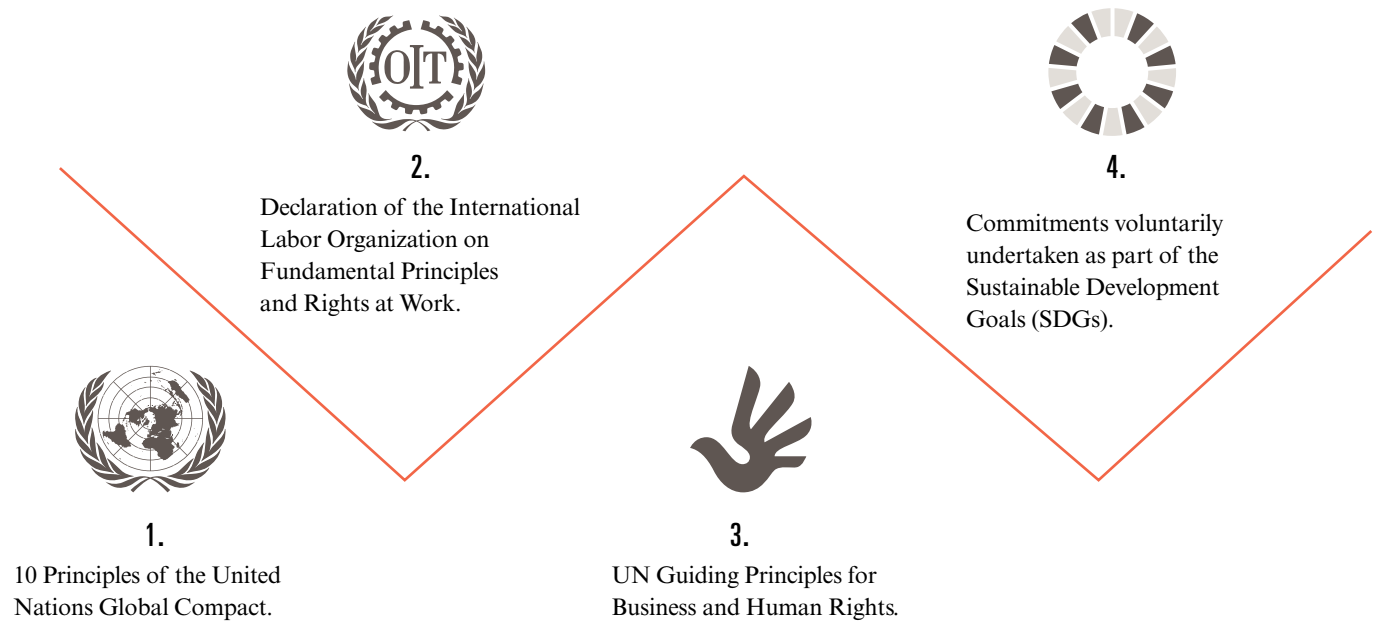 1.
10 Principles of the United
Nations Global Compact.
OIT
2.
Declaration of the International
Labor Organization on
Fundamental Principles
and Rights at Work.
3.
UN Guiding Principles for
Business and Human Rights.
4.
Commitments voluntarily
undertaken as part of the
Sustainable Development
Goals (SDGs).